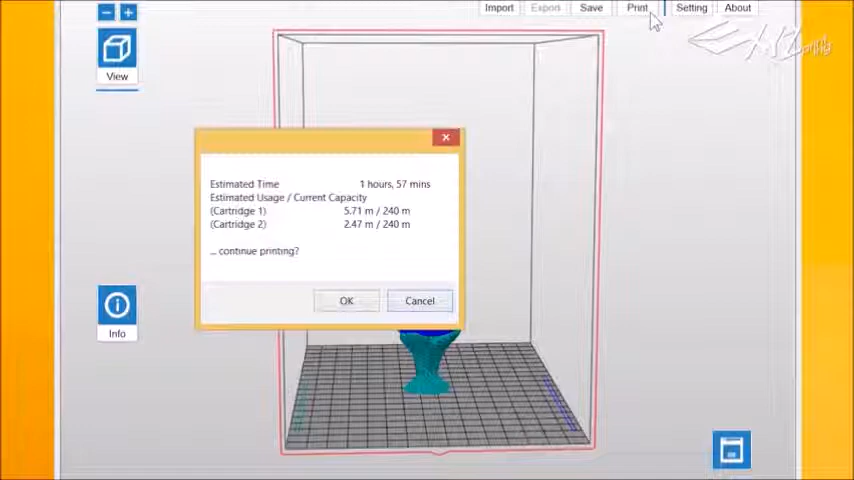 Import Export Save Print Setting About
XYZprinting
View
Estimated Time 1 hours, 57 mins
Estimated Usage / Current Capacity
(Cartridge 1) 5.71 m / 240 m
(Cartridge 2) 2.47 m / 240 m
... continue printing?
OK Cancel
Info